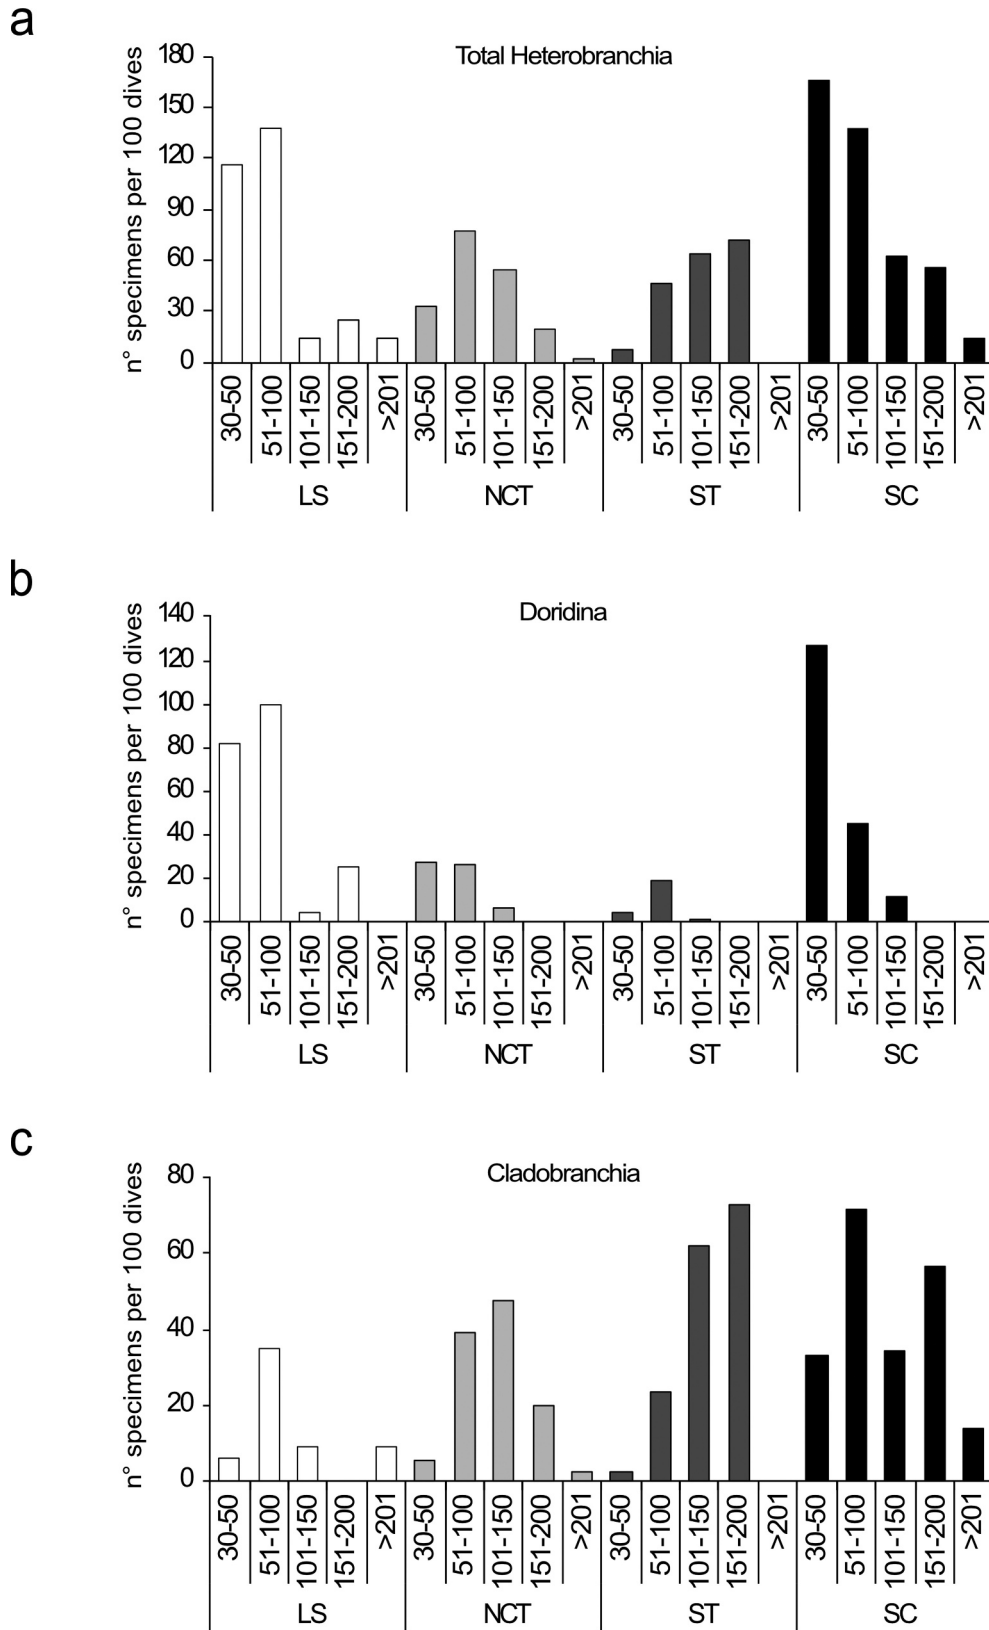 a
Total Heterobranchia
n° specimens per 100 dives
180
150
120
90
60
30
0
30-50 51-100 101-150 151-200 >201 30-50 51-100 101-150 151-200 >201 30-50 51-100 101-150 151-200 >201 30-50 51-100 101-150 151-200 >201
LS NCT ST SC
b
Doridina
n° specimens per 100 dives
140
120
100
80
60
40
20
0
30-50 51-100 101-150 151-200 >201 30-50 51-100 101-150 151-200 >201 30-50 51-100 101-150 151-200 >201 30-50 51-100 101-150 151-200 >201
LS NCT ST SC
c
Cladobranchia
n° specimens per 100 dives
80
60
40
20
0
30-50 51-100 101-150 151-200 >201 30-50 51-100 101-150 151-200 >201 30-50 51-100 101-150 151-200 >201 30-50 51-100 101-150 151-200 >201
LS NCT ST SC